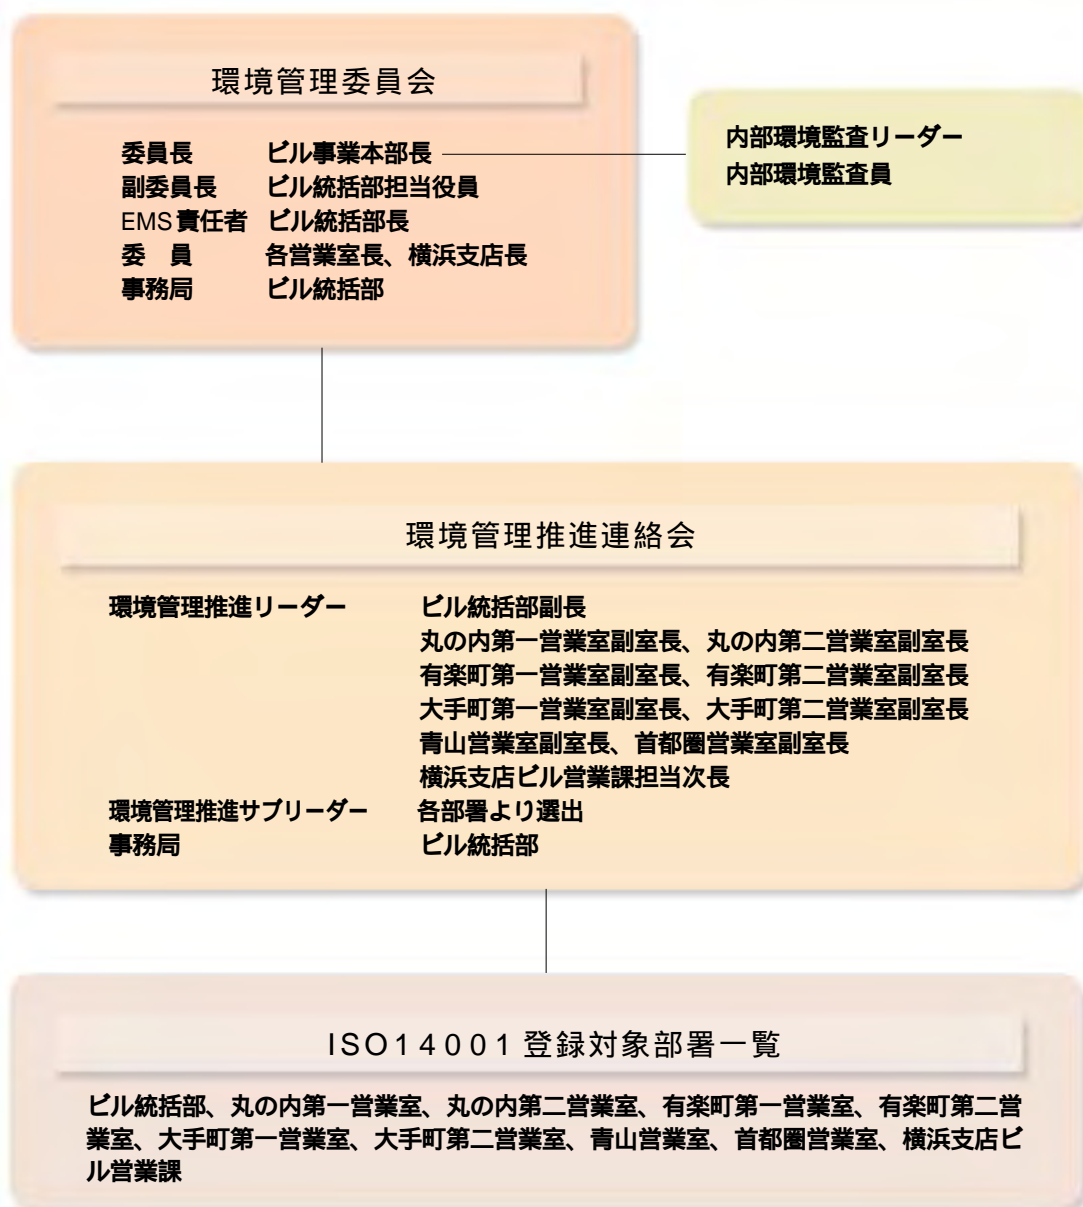 環境管理委員会
委員長 ビル事業本部長
副委員長 ビル統括部担当役員
EMS責任者 ビル統括部長
委 員 各営業室長、横浜支店長
事務局 ビル統括部
内部環境監査リーダー
内部環境監査員
環境管理推進連絡会
環境管理推進リーダー ビル統括部副長
丸の内第一営業室副室長、丸の内第二営業室副室長
有楽町第一営業室副室長、有楽町第二営業室副室長
大手町第一営業室副室長、大手町第二営業室副室長
青山営業室副室長、首都圏営業室副室長
横浜支店ビル営業課担当次長
環境管理推進サブリーダー 各部署より選出
事務局 ビル統括部
ISO14001登録対象部署一覧
ビル統括部、丸の内第一営業室、丸の内第二営業室、有楽町第一営業室、有楽町第二営
業室、大手町第一営業室、大手町第二営業室、青山営業室、首都圏営業室、横浜支店ビ
ル営業課